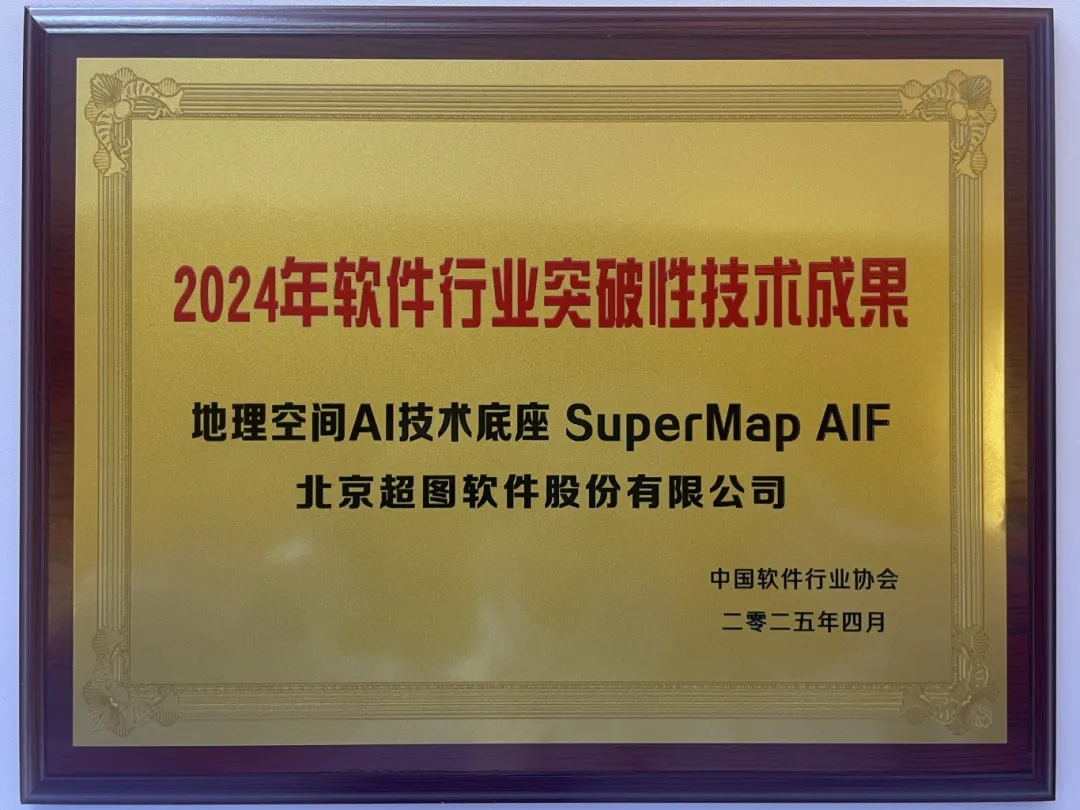 2024年软件行业突破性技术成果
地理空间AI技术底座 SuperMap AIF
北京超图软件股份有限公司
中国软件行业协会
二零二五年四月